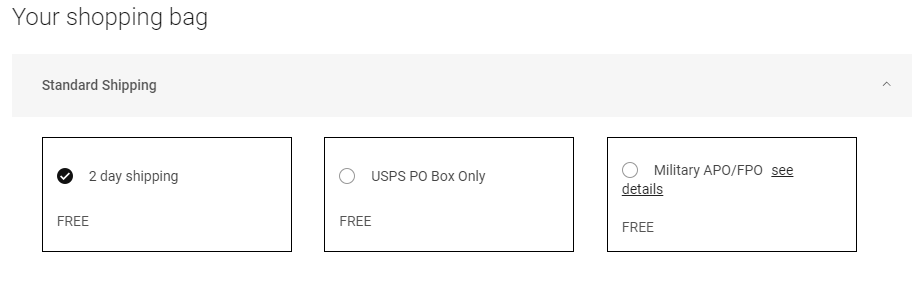 Your shopping bag
Standard Shipping
2 day shipping
FREE
USPS PO Box Only
FREE
Military APO/FPO see
details
FREE